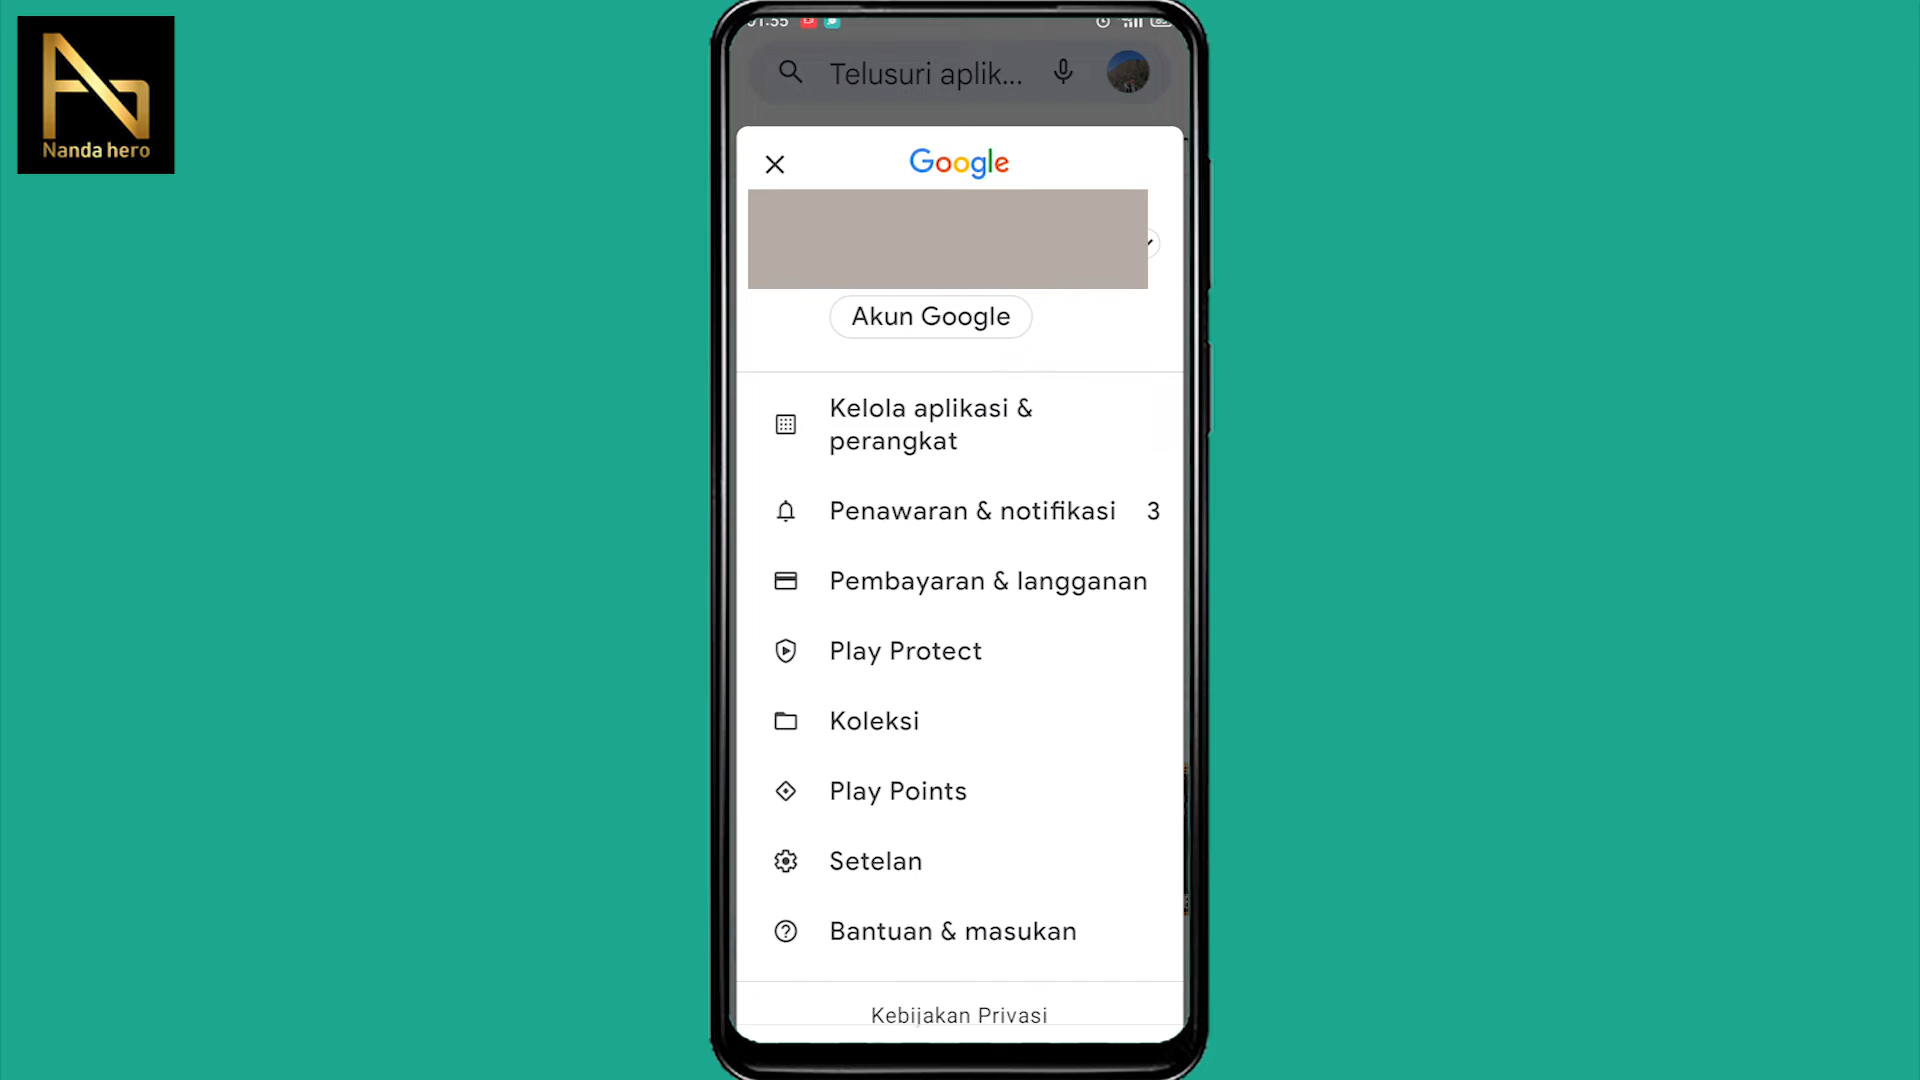 Nanda hero
Telusuri aplik...
Google
Akun Google
Kelola aplikasi &
perangkat
Penawaran & notifikasi 3
Pembayaran & langganan
Play Protect
Koleksi
Play Points
Setelan
Bantuan & masukan
Kebijakan Privasi